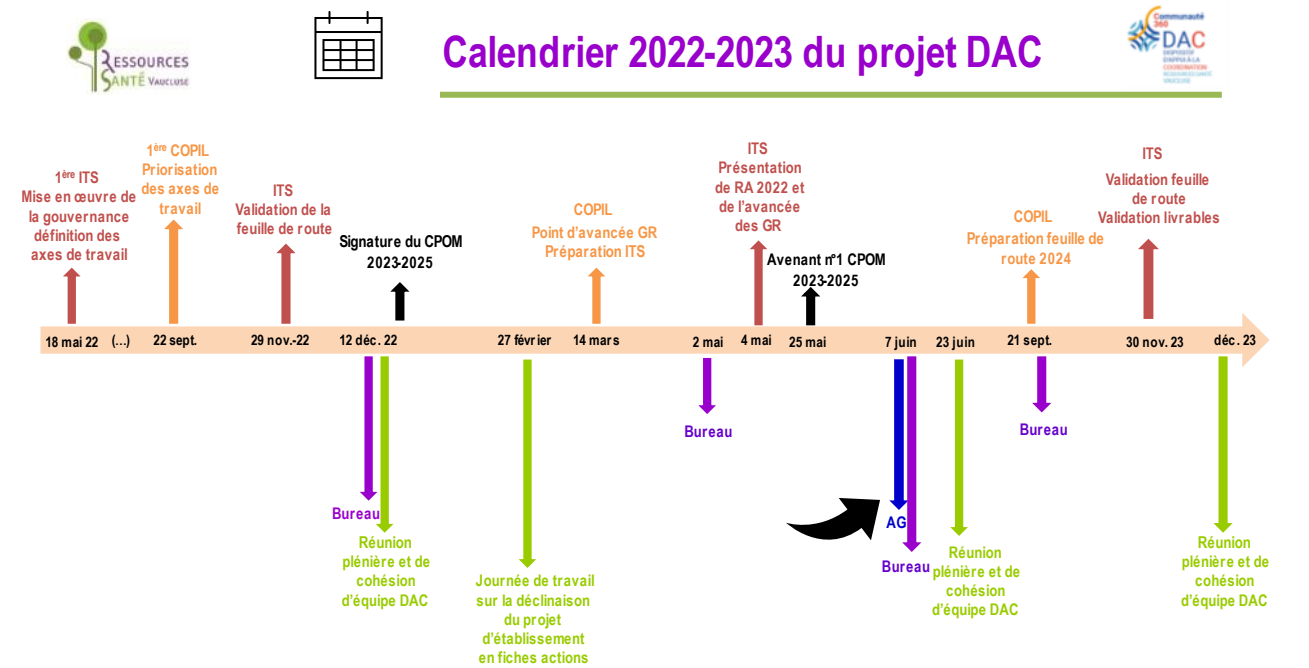 RESSOURCES
SANTÉ VAUCLUSE
Calendrier 2022-2023 du projet DAC
Communauté
360
DAC
DISPOSITIF
D'APPUI À LA
COORDINATION
RESSOURCES SANTÉ
VAUCLUSE
1ère ITS
Mise en œuvre de
la gouvernance
définition des
axes de travail
1ère COPIL
Priorisation
des axes de
travail
ITS
Validation de la
feuille de route
Signature du CPOM
2023-2025
COPIL
Point d'avancée GR
Préparation ITS
ITS
Présentation
de RA 2022 et
de l'avancée
des GR
Avenant n°1 CPOM
2023-2025
COPIL
Préparation feuille de
route 2024
ITS
Validation feuille
de route
Validation livrables
18 mai 22 (...) 22 sept. 29 nov.-22 12 déc. 22 27 février 14 mars 2 mai 4 mai 25 mai 7 juin 23 juin 21 sept. 30 nov. 23 déc. 23
Bureau
Réunion
plénière et de
cohésion
d'équipe DAC
Journée de travail
sur la déclinaison
du projet
d'établissement
en fiches actions
Bureau
AG
Bureau
Réunion
plénière et de
cohésion
d'équipe DAC
Bureau
Réunion
plénière et de
cohésion
d'équipe DAC